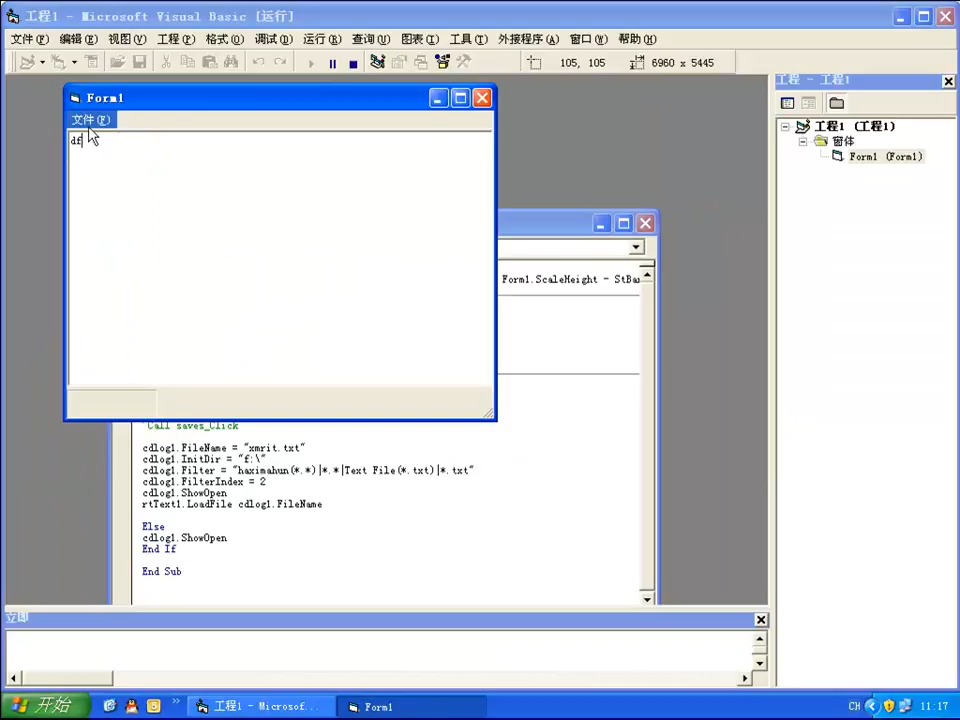 工程1 - Microsoft Visual Basic [运行]
文件(F) 编辑(E) 视图(V) 工程(P) 格式(O) 调试(D) 运行(R) 查询(U) 图表(I) 工具(T) 外接程序(A) 窗口(W) 帮助(H)
105, 105 6960 x 5445
工程 - 工程1
工程1 (工程1)
窗体
Form1 (Form1)
Form1
文件(F)
df
Form1.ScaleHeight - StBa
'Call saves_Click
cdlog1.FileName = "xmrit.txt"
cdlog1.InitDir = "f:\"
cdlog1.Filter = "haximahun(*.*)|*.*|Text File(*.txt)|*.txt"
cdlog1.FilterIndex = 2
cdlog1.ShowOpen
rtText1.LoadFile cdlog1.FileName
Else
cdlog1.ShowOpen
End If
End Sub
立即
开始
工程1 - Microsof...
Form1
CH
11:17